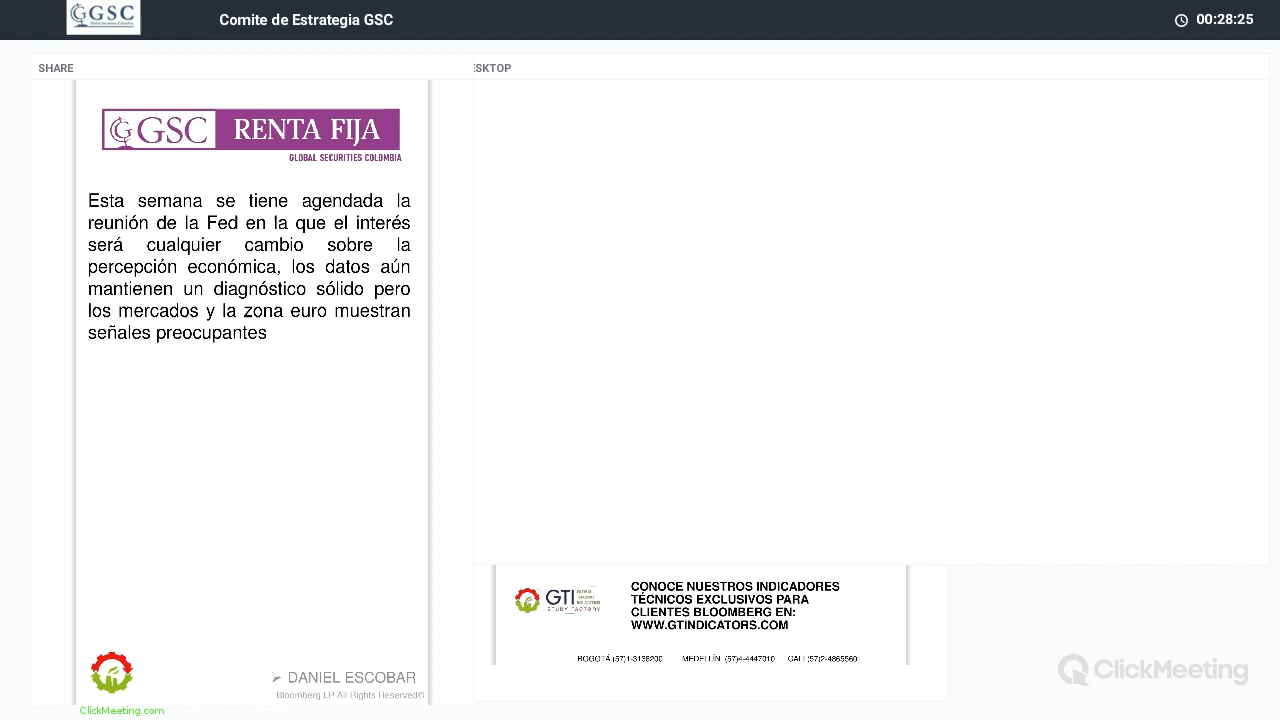 GSC
Comite de Estrategia GSC
00:28:25
SHARE
ESKTOP
GSC RENTA FIJA
GLOBAL SECURITIES COLOMBIA
Esta semana se tiene agendada la
reunión de la Fed en la que el interés
será cualquier cambio sobre la
percepción económica, los datos aún
mantienen un diagnóstico sólido pero
los mercados y la zona euro muestran
señales preocupantes
➢ DANIEL ESCOBAR
Bloomberg LP All Rights Reserved©
GTI
STUDY FACTORY
CONOCE NUESTROS INDICADORES
TÉCNICOS EXCLUSIVOS PARA
CLIENTES BLOOMBERG EN:
WWW.GTINDICATORS.COM
BOGOTÁ (57)1-3138200 MEDELLÍN (57)4-4447010 CALI (57)2-4865560
ClickMeeting
ClickMeeting.com